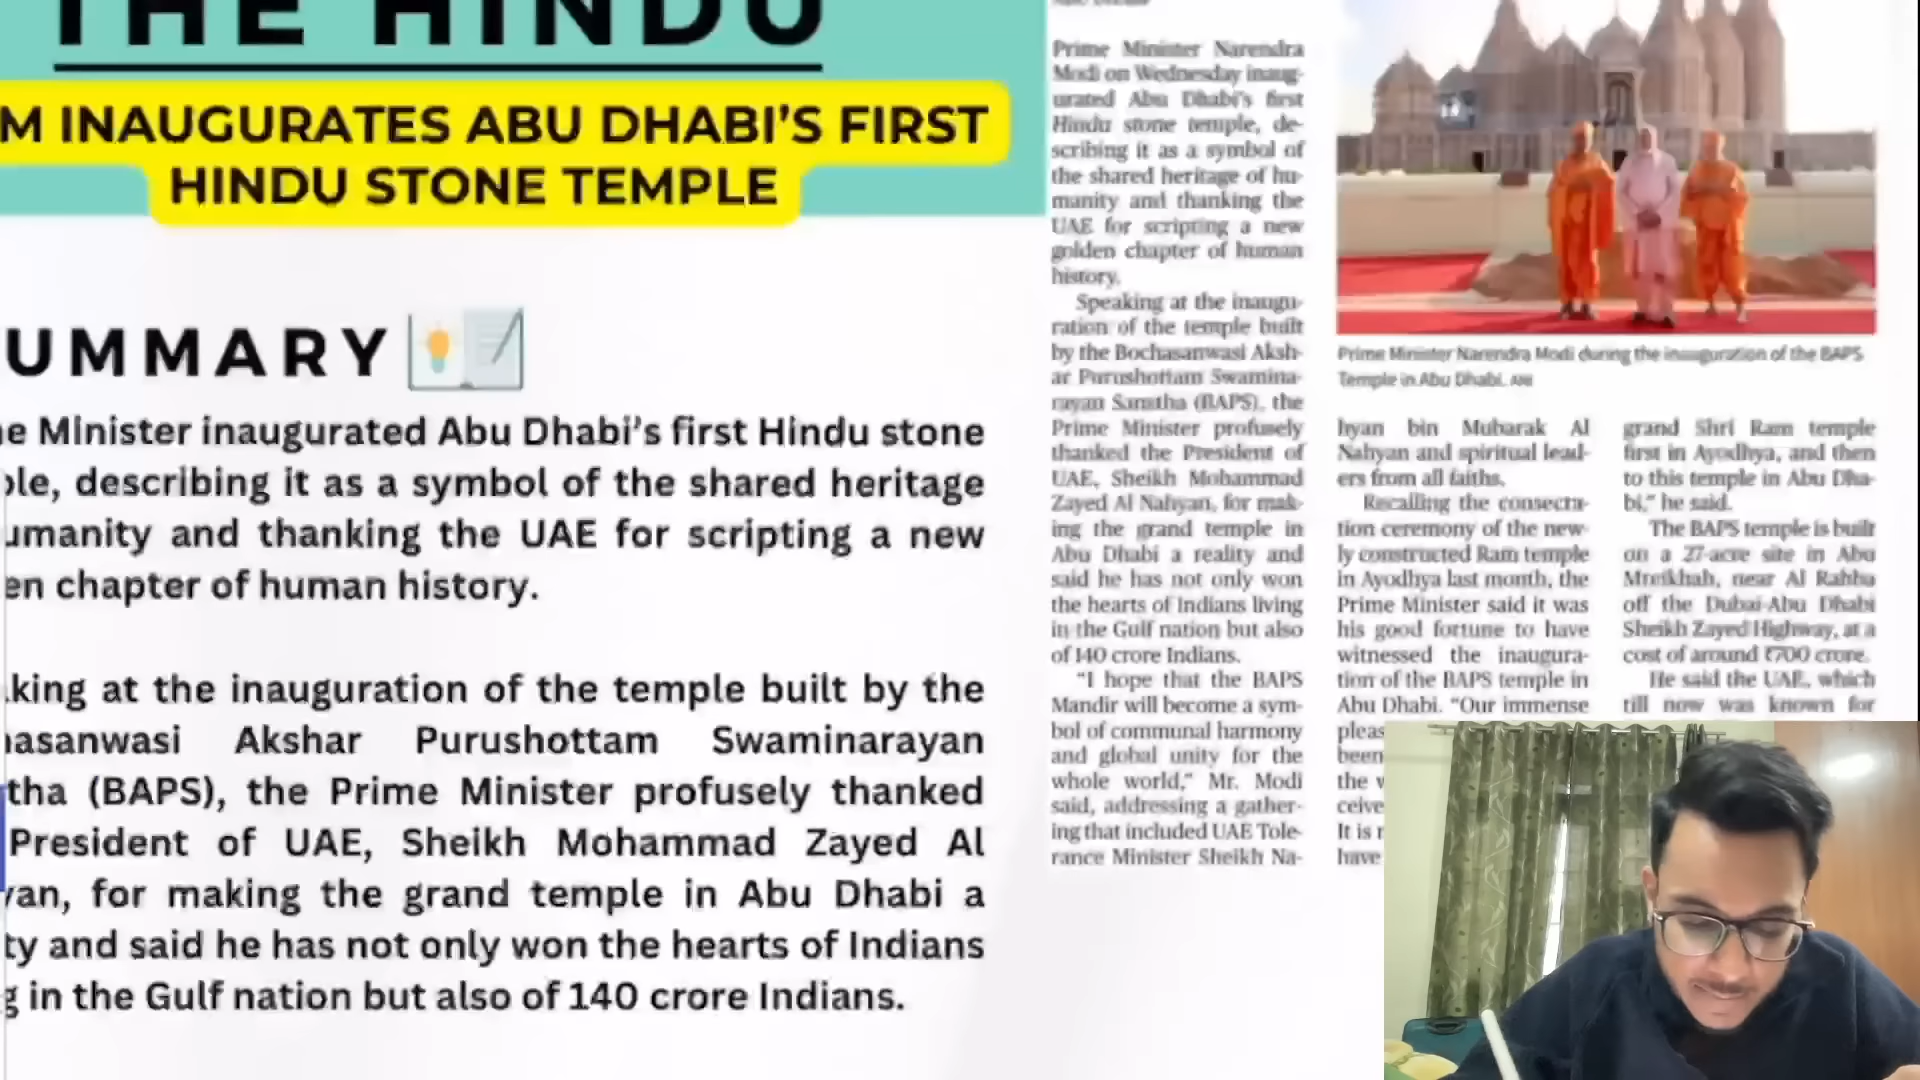 THE HINDU
M INAUGURATES ABU DHABI'S FIRST
HINDU STONE TEMPLE
UMMARY
e Minister inaugurated Abu Dhabi's first Hindu stone
ple, describing it as a symbol of the shared heritage
umanity and thanking the UAE for scripting a new
en chapter of human history.
king at the inauguration of the temple built by the
asanwasi Akshar Purushottam Swaminarayan
tha (BAPS), the Prime Minister profusely thanked
President of UAE, Sheikh Mohammad Zayed Al
yan, for making the grand temple in Abu Dhabi a
ty and said he has not only won the hearts of Indians
g in the Gulf nation but also of 140 crore Indians.
Prime Minister Narendra
Modi on Wednesday inaug-
urated Abu Dhabi's first
Hindu stone temple, de-
scribing it as a symbol of
the shared heritage of hu-
manity and thanking the
UAE for scripting a new
golden chapter of human
history.
Speaking at the inaugu-
ration of the temple built
by the Bochasanwasi Aksh-
ar Purushottam Swamina-
rayan Sanstha (BAPS), the
Prime Minister profusely
thanked the President of
UAE, Sheikh Mohammad
Zayed Al Nahyan, for mak-
ing the grand temple in
Abu Dhabi a reality and
said he has not only won
the hearts of Indians living
in the Gulf nation but also
of 140 crore Indians.
"I hope that the BAPS
Mandir will become a sym-
bol of communal harmony
and global unity for the
whole world," Mr. Modi
said, addressing a gather-
ing that included UAE Tole-
rance Minister Sheikh Na-
Prime Minister Narendra Modi during the inauguration of the BAPS
Temple in Abu Dhabi. ANI
hyan bin Mubarak Al
Nahyan and spiritual lead-
ers from all faiths.
Recalling the consecra-
tion ceremony of the new-
ly constructed Ram temple
in Ayodhya last month, the
Prime Minister said it was
his good fortune to have
witnessed the inaugura-
tion of the BAPS temple in
Abu Dhabi. "Our immense
pleas
been
the v
ceive
It is r
have
grand Shri Ram temple
first in Ayodhya, and then
to this temple in Abu Dha-
bi," he said.
The BAPS temple is built
on a 27-acre site in Abu
Mreikhah, near Al Rahba
off the Dubai-Abu Dhabi
Sheikh Zayed Highway, at a
cost of around ₹700 crore.
He said the UAE, which
till now was known for